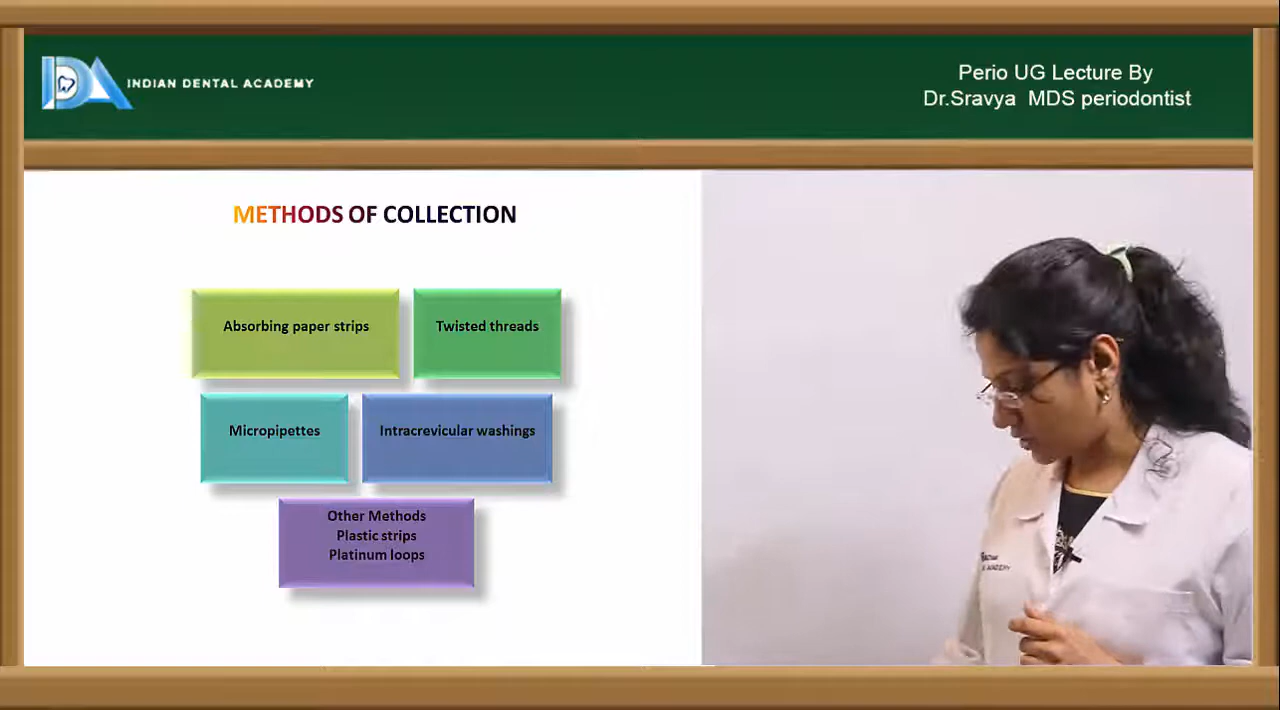 IDA
INDIAN DENTAL ACADEMY
Perio UG Lecture By
Dr.Sravya MDS periodontist
METHODS OF COLLECTION
Absorbing paper strips
Twisted threads
Micropipettes
Intracrevicular washings
Other Methods
Plastic strips
Platinum loops